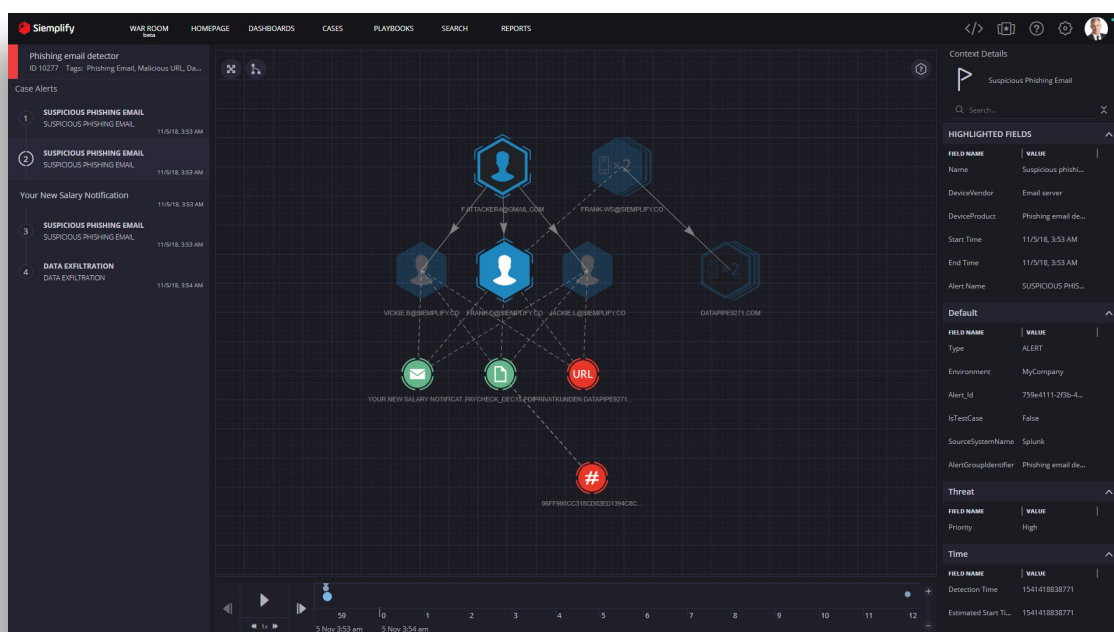 Siemplify
WAR ROOM
beta
HOMEPAGE
DASHBOARDS
CASES
PLAYBOOKS
SEARCH
REPORTS
Phishing email detector
ID 10277 Tags: Phishing Email, Malicious URL, Da...
Case Alerts
1
SUSPICIOUS PHISHING EMAIL
SUSPICIOUS PHISHING EMAIL
11/5/18, 3:53 AM
2
SUSPICIOUS PHISHING EMAIL
SUSPICIOUS PHISHING EMAIL
11/5/18, 3:53 AM
Your New Salary Notification
11/5/18, 3:53 AM
3
SUSPICIOUS PHISHING EMAIL
SUSPICIOUS PHISHING EMAIL
11/5/18, 3:53 AM
4
DATA EXFILTRATION
DATA EXFILTRATION
11/5/18, 3:54 AM
×2
F.ATTACKER4@GMAIL.COM
FRANK-WS@SIEMPLIFY.CO
×2
VICKIE.B@SIEMPLIFY.CO
FRANK.D@SIEMPLIFY.CO
JACKIE.L@SIEMPLIFY.CO
DATAPIPE9271.COM
URL
YOUR NEW SALARY NOTIFICAT
PAYCHECK_DEC15.PDF
PRIVATKUNDEN.DATAPIPE9271...
#
59
0
1
2
3
4
5
6
7
8
9
10
11
12
1x
5 Nov 3:53 am
5 Nov 3:54 am
Context Details
Suspicious Phishing Email
Search...
HIGHLIGHTED FIELDS
FIELD NAME VALUE
Name Suspicious phishi...
DeviceVendor Email server
DeviceProduct Phishing email de...
Start Time 11/5/18, 3:53 AM
End Time 11/5/18, 3:53 AM
Alert Name SUSPICIOUS PHIS...
Default
FIELD NAME VALUE
Type ALERT
Environment MyCompany
Alert_Id 759e4111-2f3b-4...
IsTestCase False
SourceSystemName Splunk
AlertGroupIdentifier Phishing email de...
Threat
FIELD NAME VALUE
Priority High
Time
FIELD NAME VALUE
Detection Time 1541418838771
Estimated Start Ti... 1541418838771